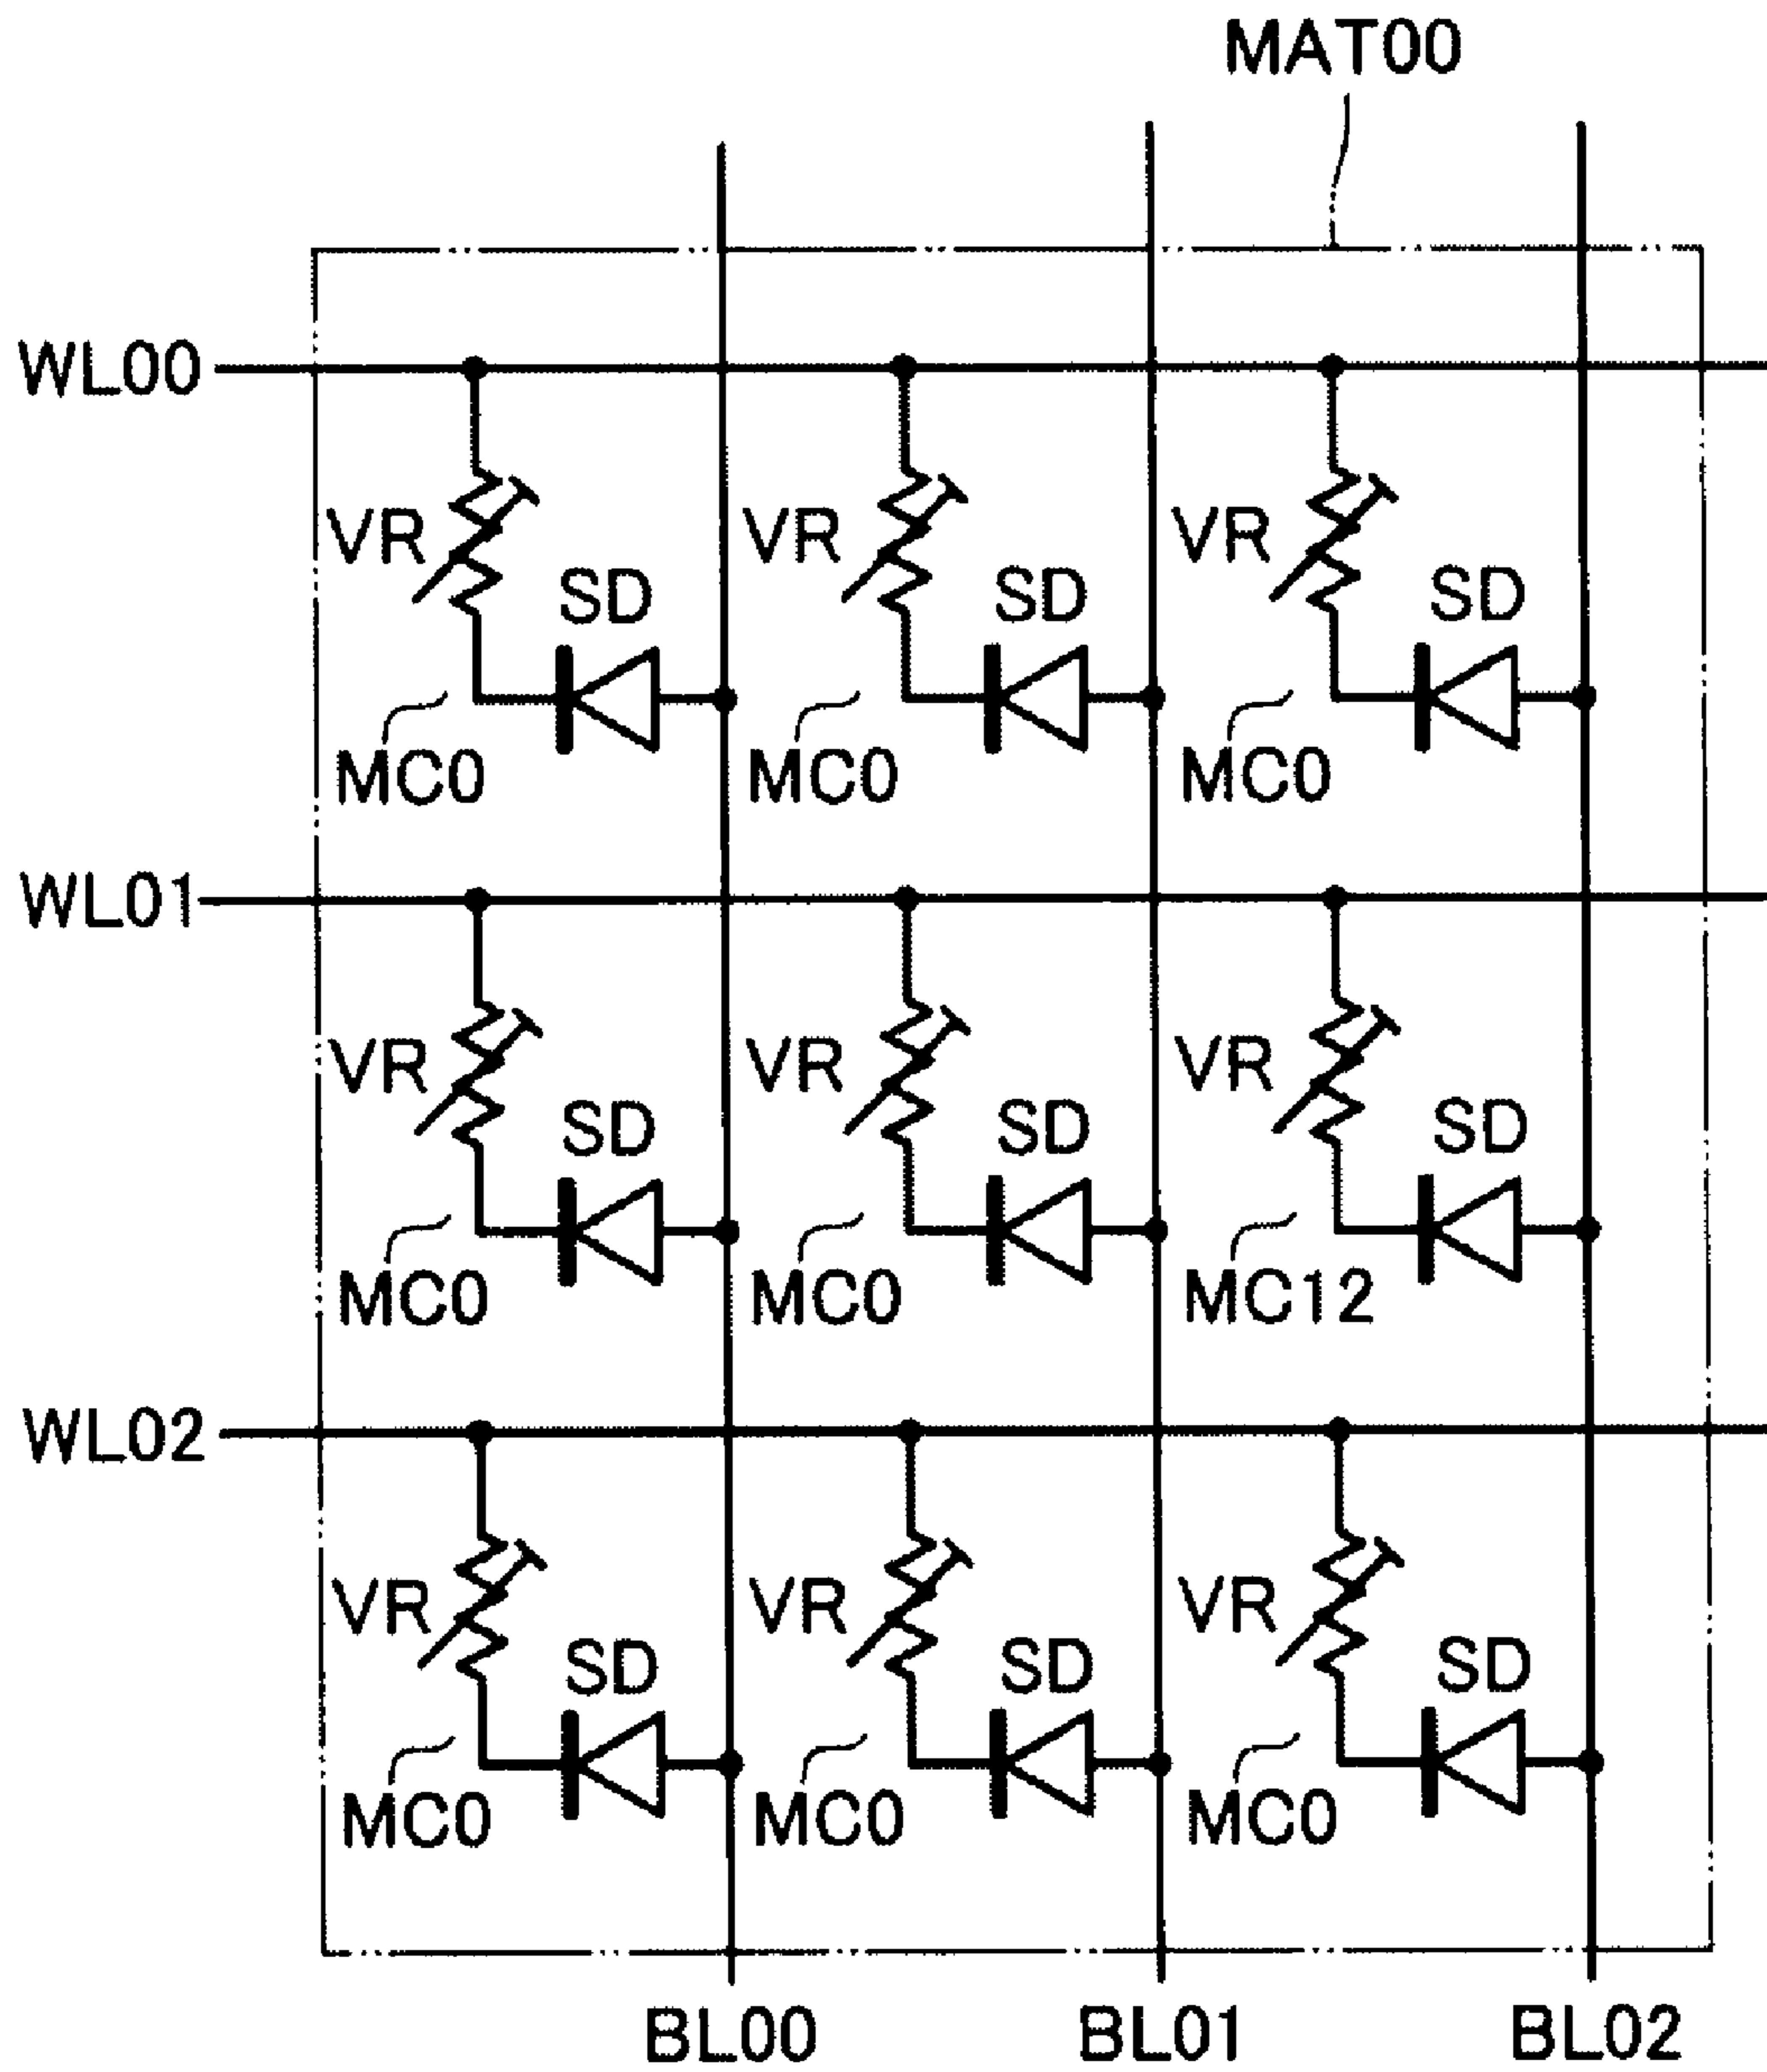 MAT00
WL00
VR VR VR
SD SD SD
MC0 MC0 MC0
WL01
VR VR VR
SD SD SD
MC0 MC0 MC12
WL02
VR VR VR
SD SD SD
MC0 MC0 MC0
BL00 BL01 BL02